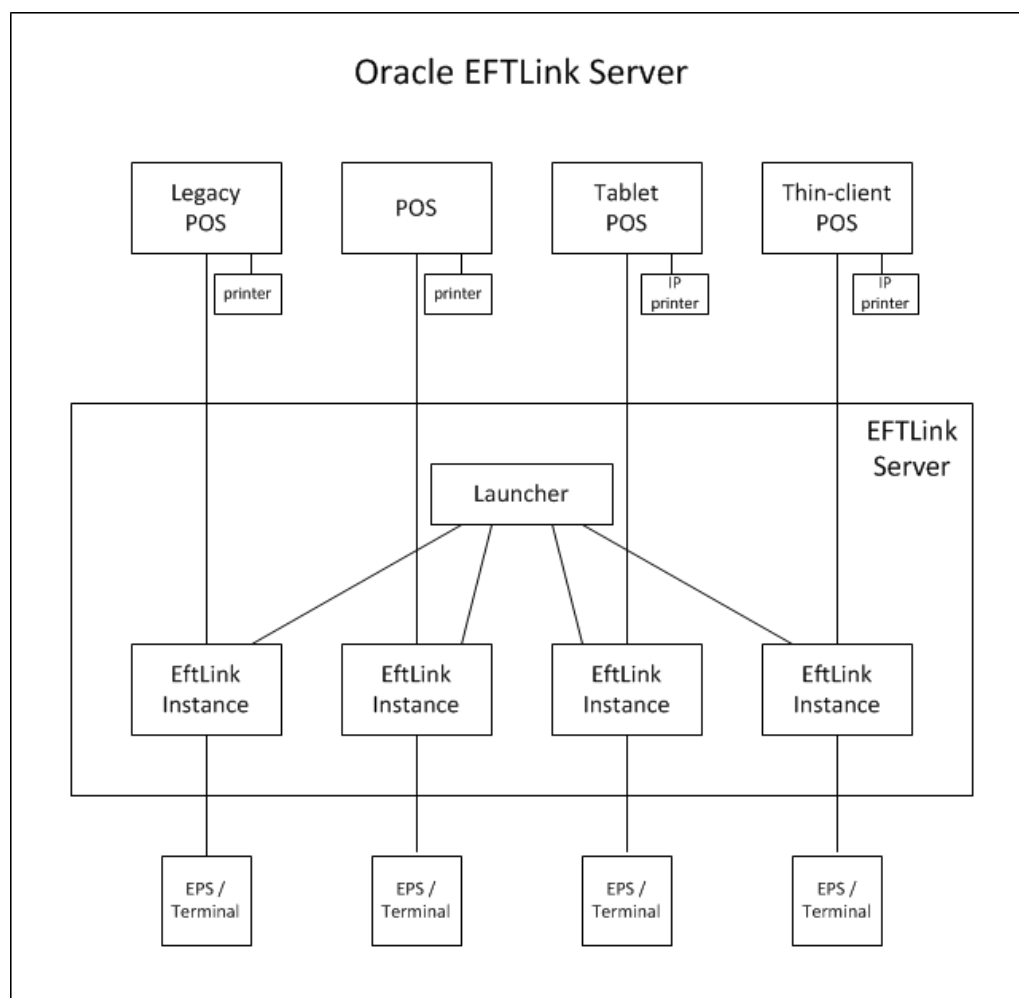 Oracle EFTLink Server
Legacy
POS
POS
Tablet
POS
Thin-client
POS
printer
printer
IP
printer
IP
printer
EFTLink
Server
Launcher
EftLink
Instance
EftLink
Instance
EftLink
Instance
EftLink
Instance
EPS /
Terminal
EPS /
Terminal
EPS /
Terminal
EPS /
Terminal